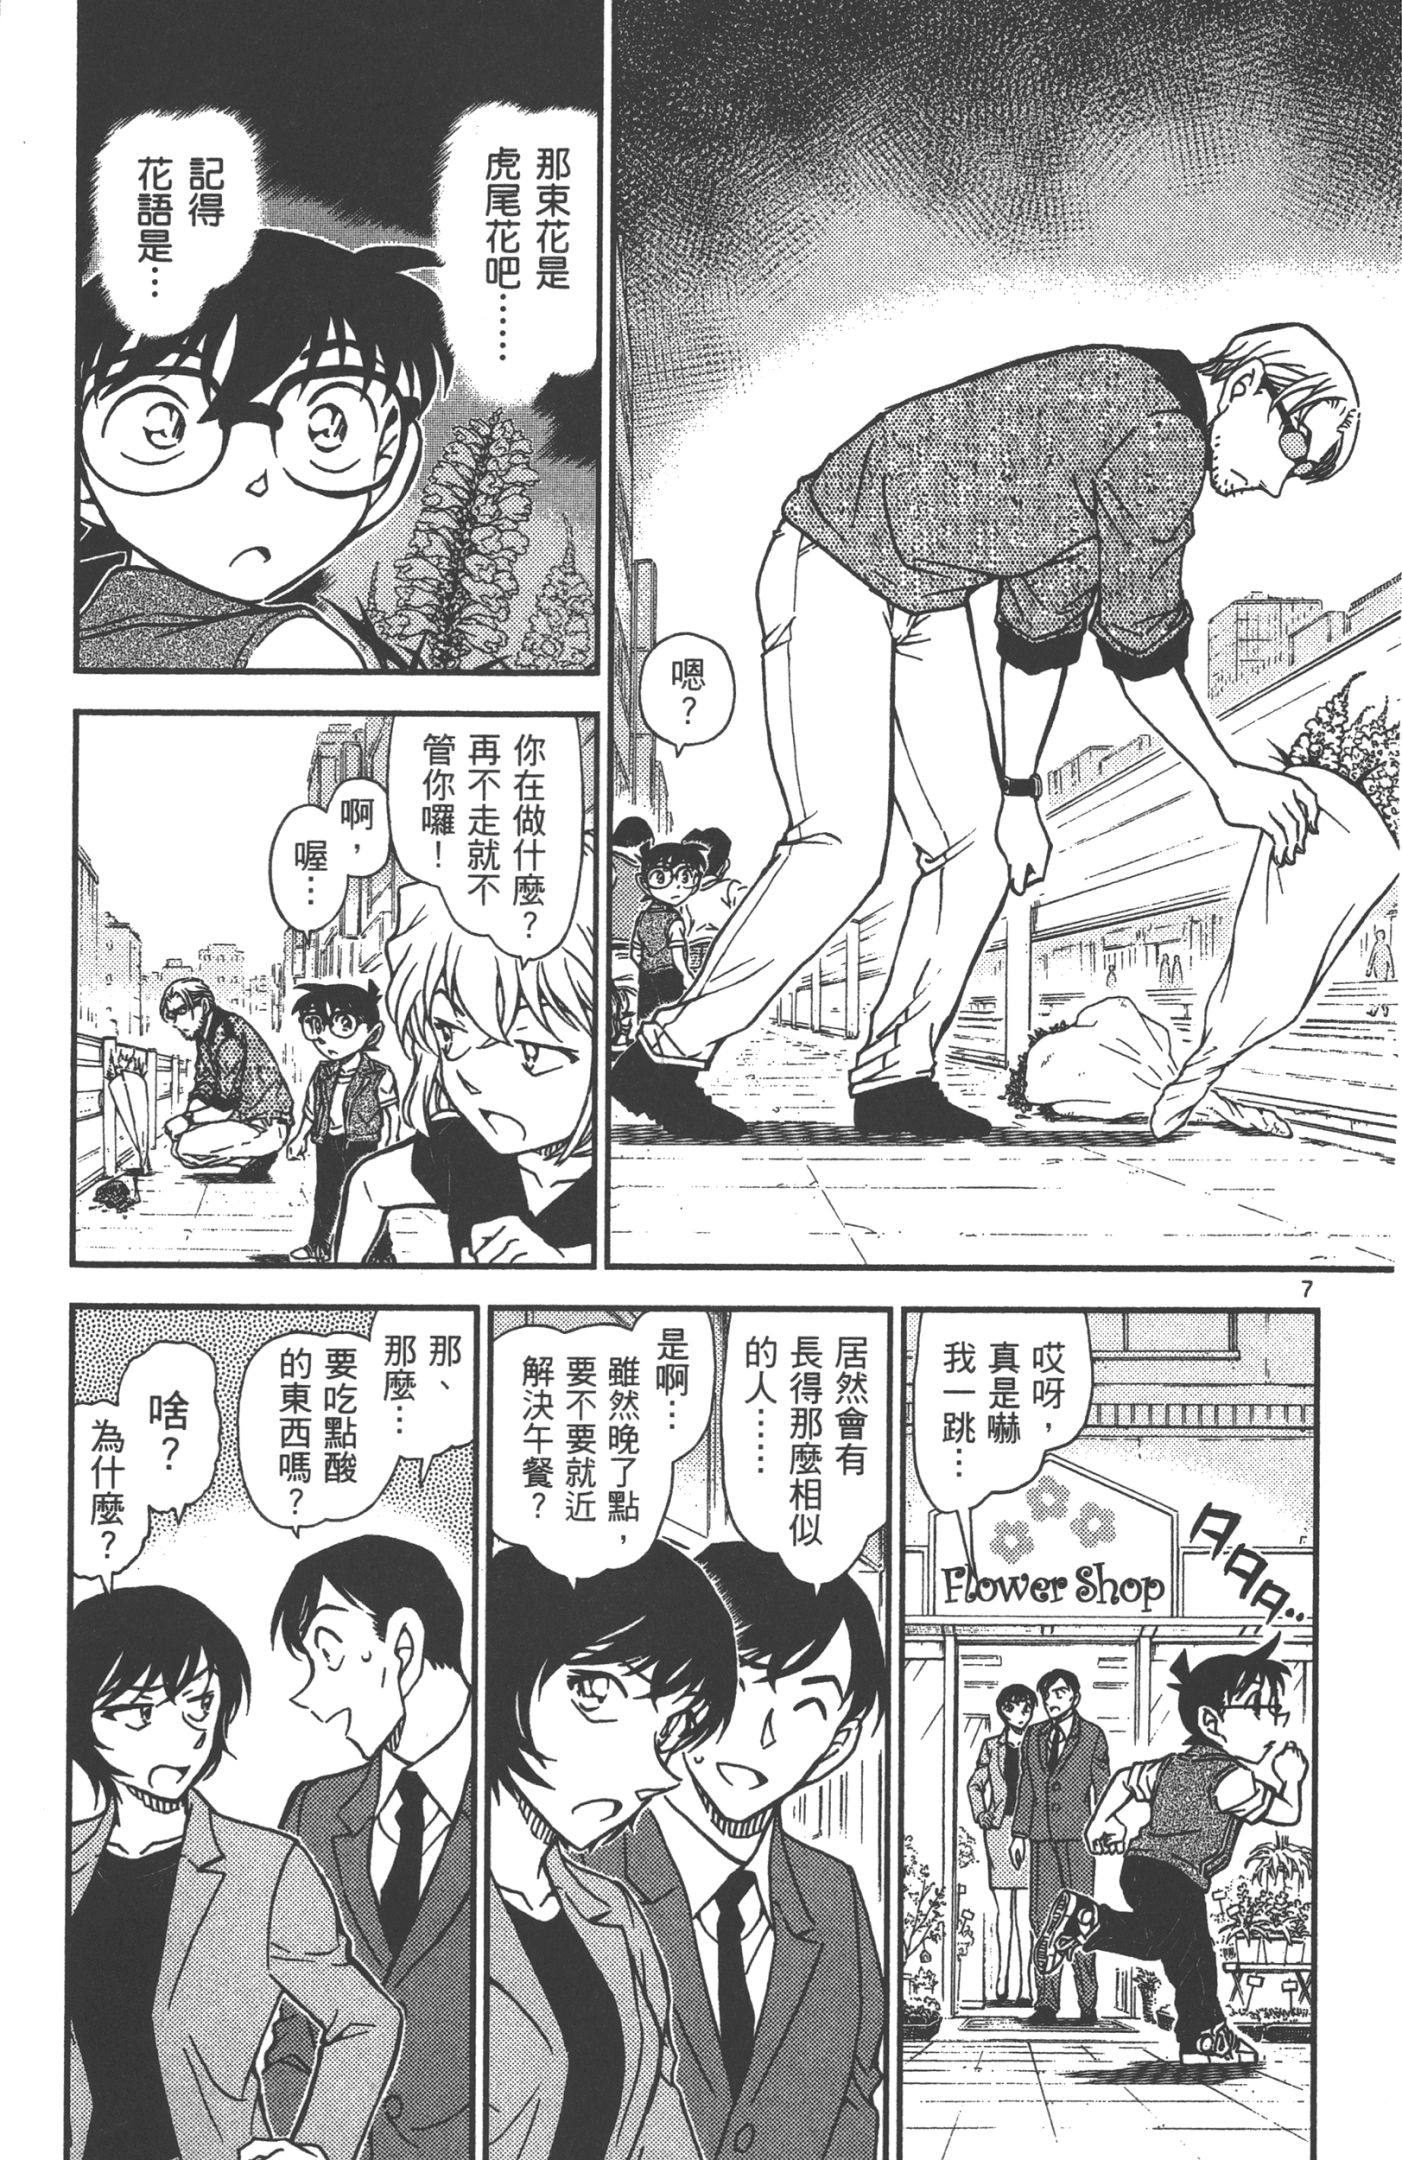 嗯？
那束花是
虎尾花吧……
記得
花語是…
你在做什麼？
再不走就不
管你囉！
啊，
喔…
7
哎呀，
真是嚇
我一跳…
Flower Shop
タタタ..
居然會有
長得那麼相似
的人……
是啊…
雖然晚了點，
要不要就近
解決午餐？
那、
那麼…
要吃點酸
的東西嗎？
啥？
為什麼？